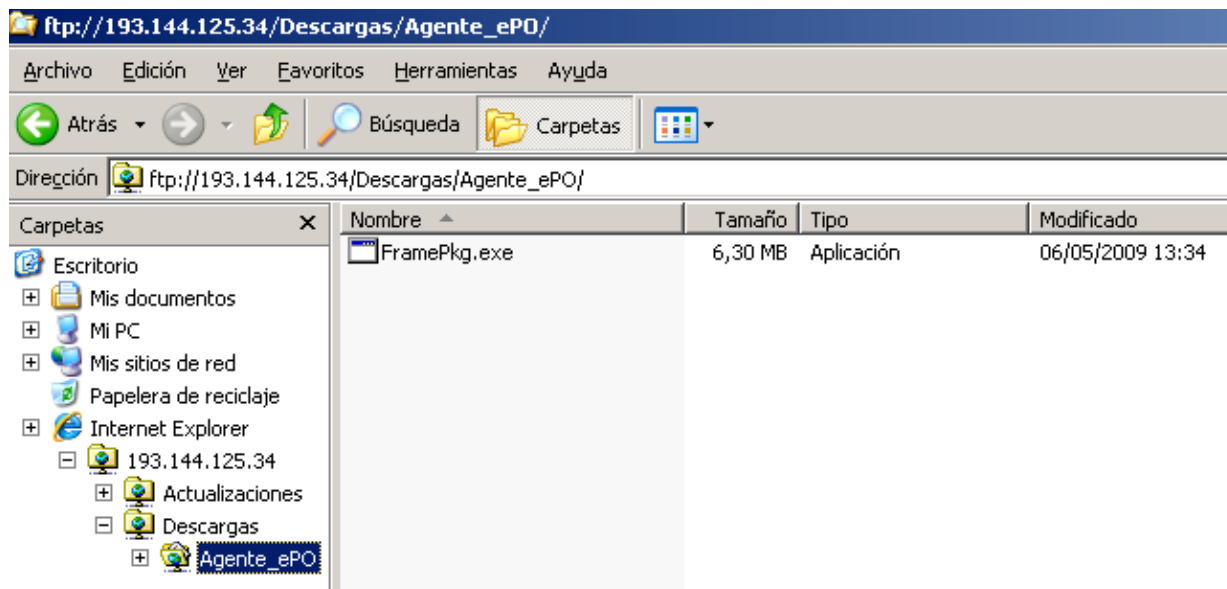 ftp://193.144.125.34/Descargas/Agente_ePO/
Archivo Edición Ver Favoritos Herramientas Ayuda
Atrás Búsqueda Carpetas
Dirección ftp://193.144.125.34/Descargas/Agente_ePO/
Carpetas x Nombre Tamaño Tipo Modificado
FramePkg.exe 6,30 MB Aplicación 06/05/2009 13:34
Escritorio
Mis documentos
Mi PC
Mis sitios de red
Papelera de reciclaje
Internet Explorer
193.144.125.34
Actualizaciones
Descargas
Agente_ePO